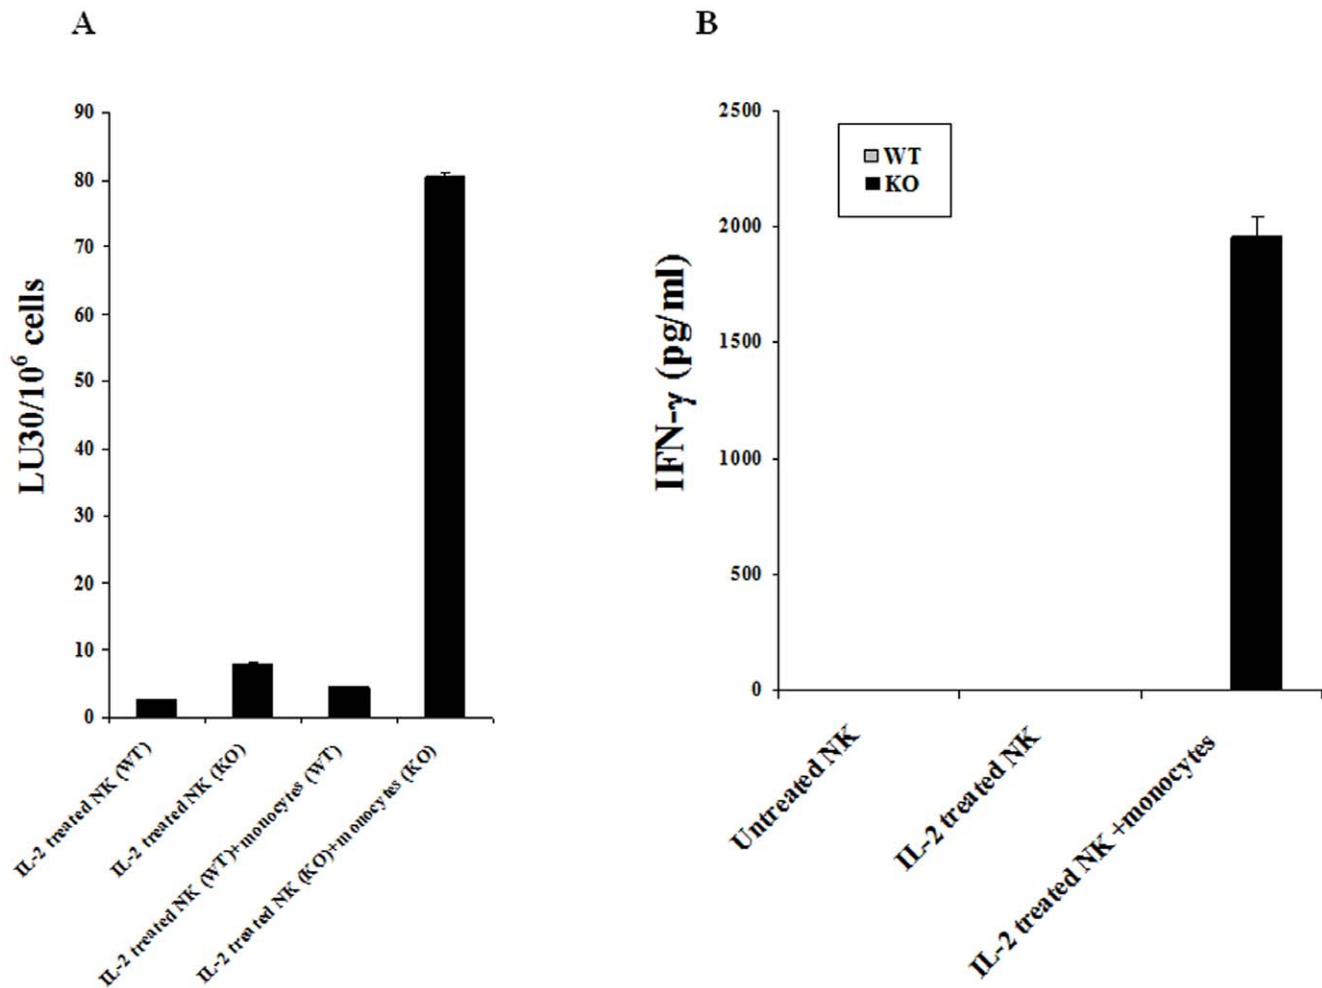 A
90
80
70
60
50
40
30
20
10
0
LU30/10⁶ cells
IL-2 treated NK (WT)
IL-2 treated NK (KO)
IL-2 treated NK (WT)+monocytes (WT)
IL-2 treated NK (KO)+monocytes (KO)
B
2500
2000
1500
1000
500
0
IFN-γ (pg/ml)
WT
KO
Untreated NK
IL-2 treated NK
IL-2 treated NK +monocytes